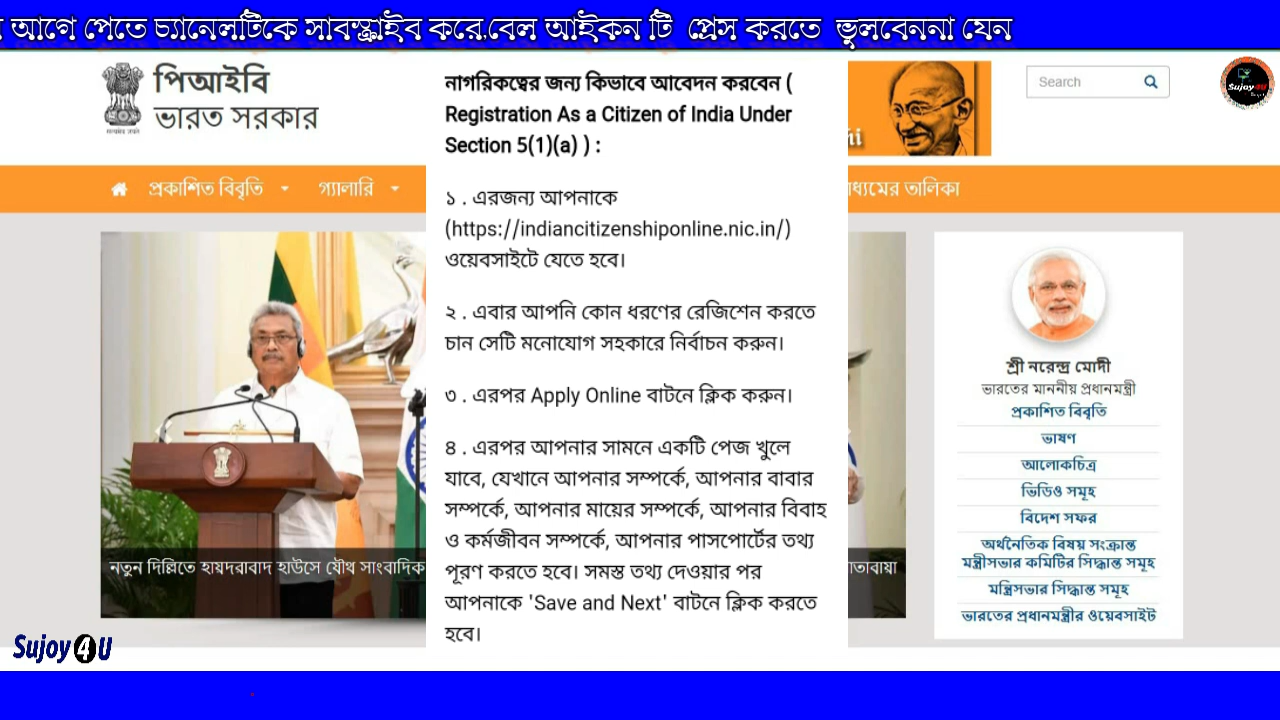 আগে পেতে চ্যানেলটিকে সাবস্ক্রাইব করে,বেল আইকন টি প্রেস করতে ভুলবেননা যেন
পিআইবি
ভারত সরকার
Search
Sujoy4U
প্রকাশিত বিবৃতি
গ্যালারি
ধ্যমের তালিকা
নাগরিকত্বের জন্য কিভাবে আবেদন করবেন (
Registration As a Citizen of India Under
Section 5(1)(a) ) :
১ . এরজন্য আপনাকে
(https://indiancitizenshiponline.nic.in/)
ওয়েবসাইটে যেতে হবে।
২ . এবার আপনি কোন ধরণের রেজিশেন করতে
চান সেটি মনোযোগ সহকারে নির্বাচন করুন।
৩ . এরপর Apply Online বাটনে ক্লিক করুন।
৪ . এরপর আপনার সামনে একটি পেজ খুলে
যাবে, যেখানে আপনার সম্পর্কে, আপনার বাবার
সম্পর্কে, আপনার মায়ের সম্পর্কে, আপনার বিবাহ
ও কর্মজীবন সম্পর্কে, আপনার পাসপোর্টের তথ্য
পূরণ করতে হবে। সমস্ত তথ্য দেওয়ার পর
আপনাকে 'Save and Next' বাটনে ক্লিক করতে
হবে।
নতুন দিল্লিতে হায়দরাবাদ হাউসে যৌথ সাংবাদিক
তাবায়া
শ্রী নরেন্দ্র মোদী
ভারতের মাননীয় প্রধানমন্ত্রী
প্রকাশিত বিবৃতি
ভাষণ
আলোকচিত্র
ভিডিও সমূহ
বিদেশ সফর
অর্থনৈতিক বিষয় সংক্রান্ত
মন্ত্রীসভার কমিটির সিদ্ধান্ত সমূহ
মন্ত্রিসভার সিদ্ধান্ত সমূহ
ভারতের প্রধানমন্ত্রীর ওয়েবসাইট
Sujoy 4 U